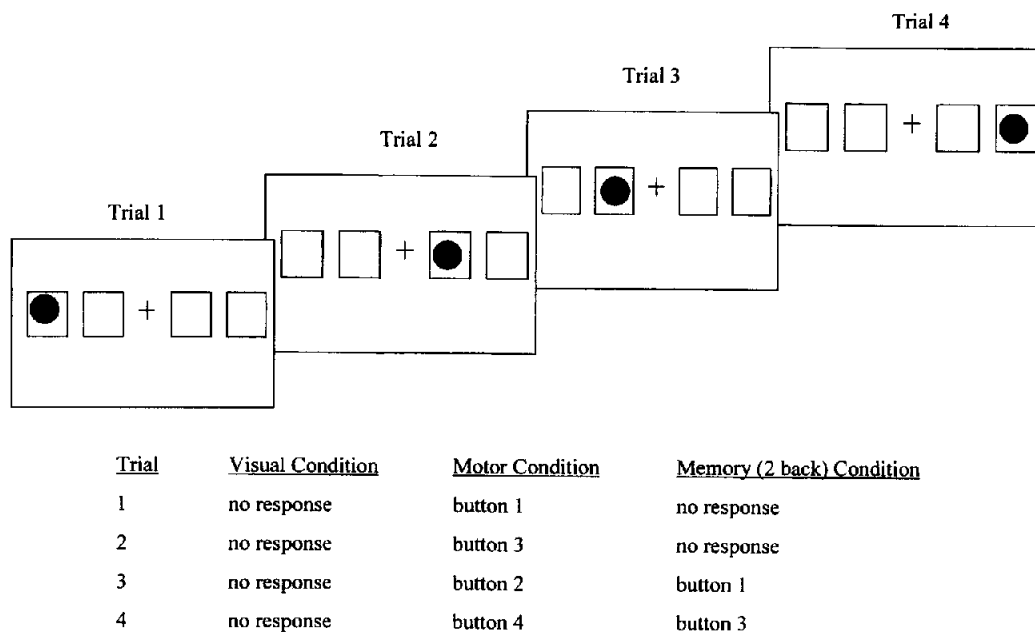 Trial 4
Trial 3
Trial 2
Trial 1
Trial Visual Condition Motor Condition Memory (2 back) Condition
1 no response button 1 no response
2 no response button 3 no response
3 no response button 2 button 1
4 no response button 4 button 3